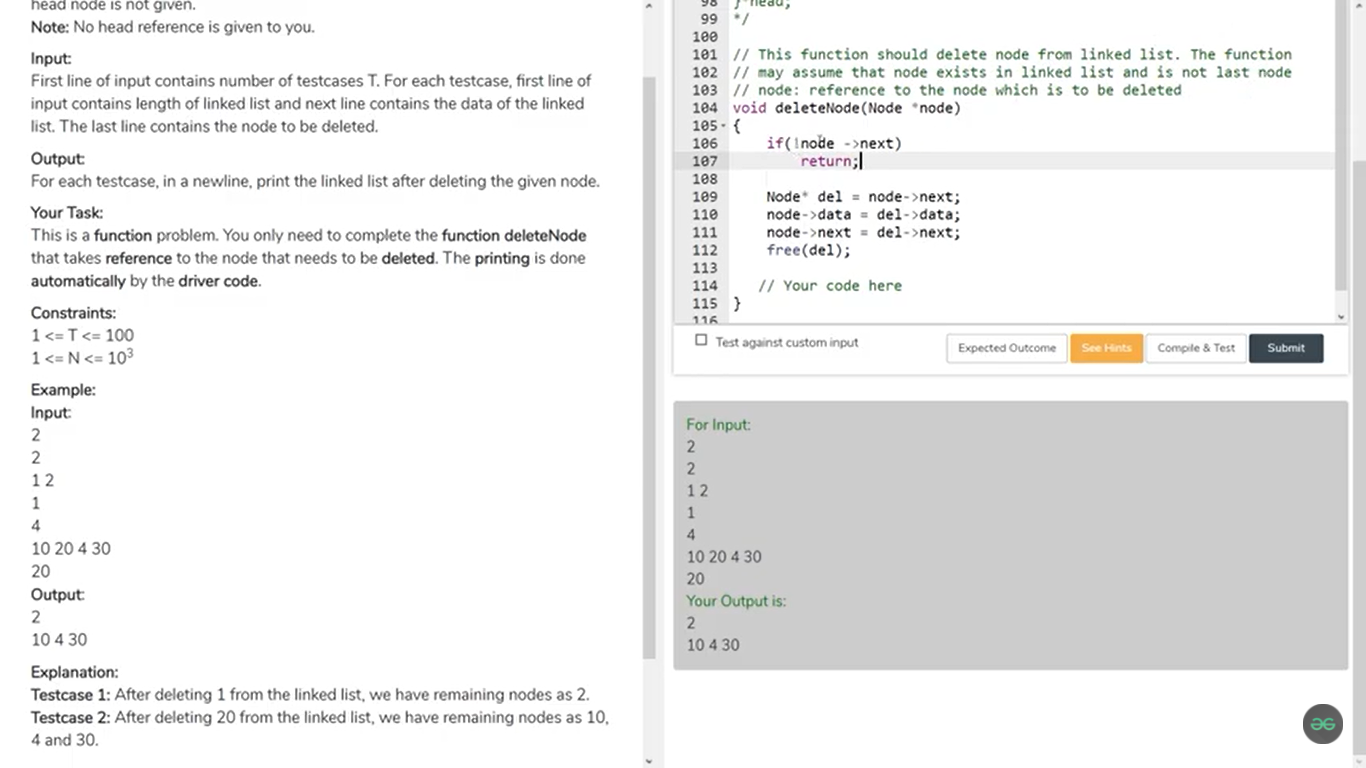 head node is not given.
Note: No head reference is given to you.
Input:
First line of input contains number of testcases T. For each testcase, first line of
input contains length of linked list and next line contains the data of the linked
list. The last line contains the node to be deleted.
Output:
For each testcase, in a newline, print the linked list after deleting the given node.
Your Task:
This is a function problem. You only need to complete the function deleteNode
that takes reference to the node that needs to be deleted. The printing is done
automatically by the driver code.
Constraints:
1 <= T <= 100
1 <= N <= 10³
Example:
Input:
2
2
1 2
1
4
10 20 4 30
20
Output:
2
10 4 30
Explanation:
Testcase 1: After deleting 1 from the linked list, we have remaining nodes as 2.
Testcase 2: After deleting 20 from the linked list, we have remaining nodes as 10,
4 and 30.
98 }*head;
99 */
100
101 // This function should delete node from linked list. The function
102 // may assume that node exists in linked list and is not last node
103 // node: reference to the node which is to be deleted
104 void deleteNode(Node *node)
105 {
106 if(!node ->next)
107 return;
108
109 Node* del = node->next;
110 node->data = del->data;
111 node->next = del->next;
112 free(del);
113
114 // Your code here
115 }
116
Test against custom input
Expected Outcome
See Hints
Compile & Test
Submit
For Input:
2
2
1 2
1
4
10 20 4 30
20
Your Output is:
2
10 4 30